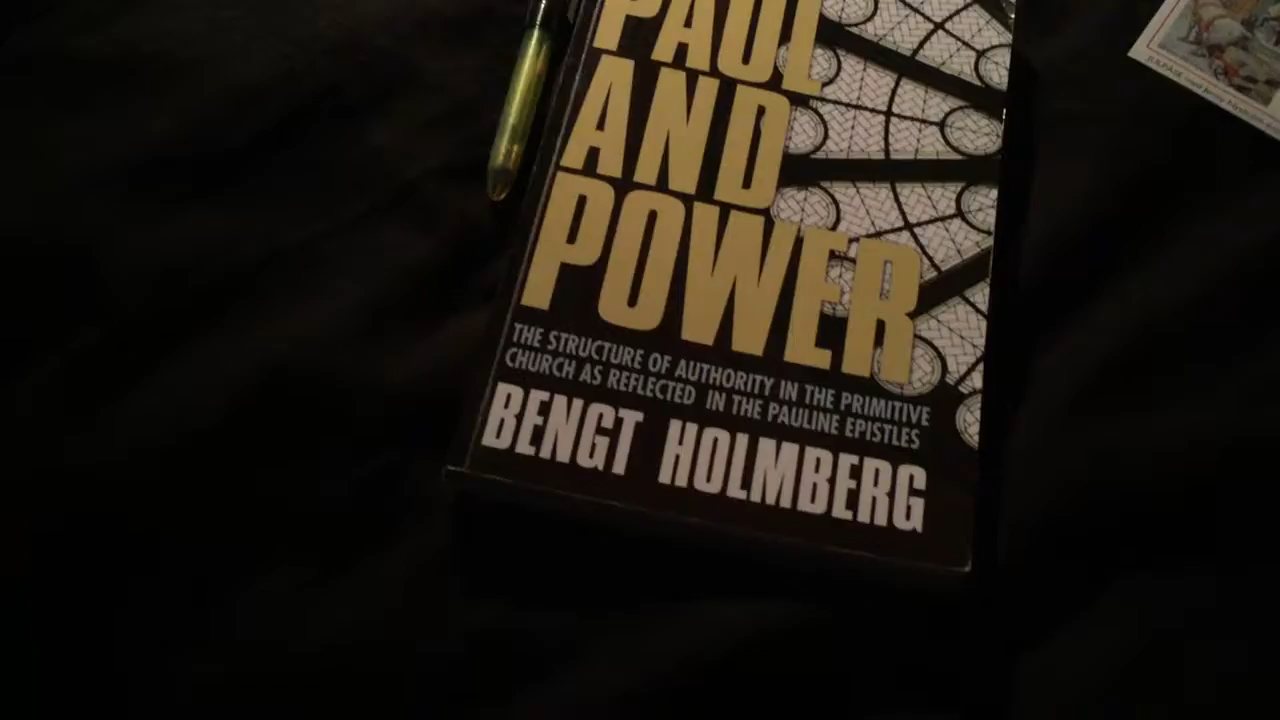 PAUL
AND
POWER
THE STRUCTURE OF AUTHORITY IN THE PRIMITIVE
CHURCH AS REFLECTED IN THE PAULINE EPISTLES
BENGT HOLMBERG